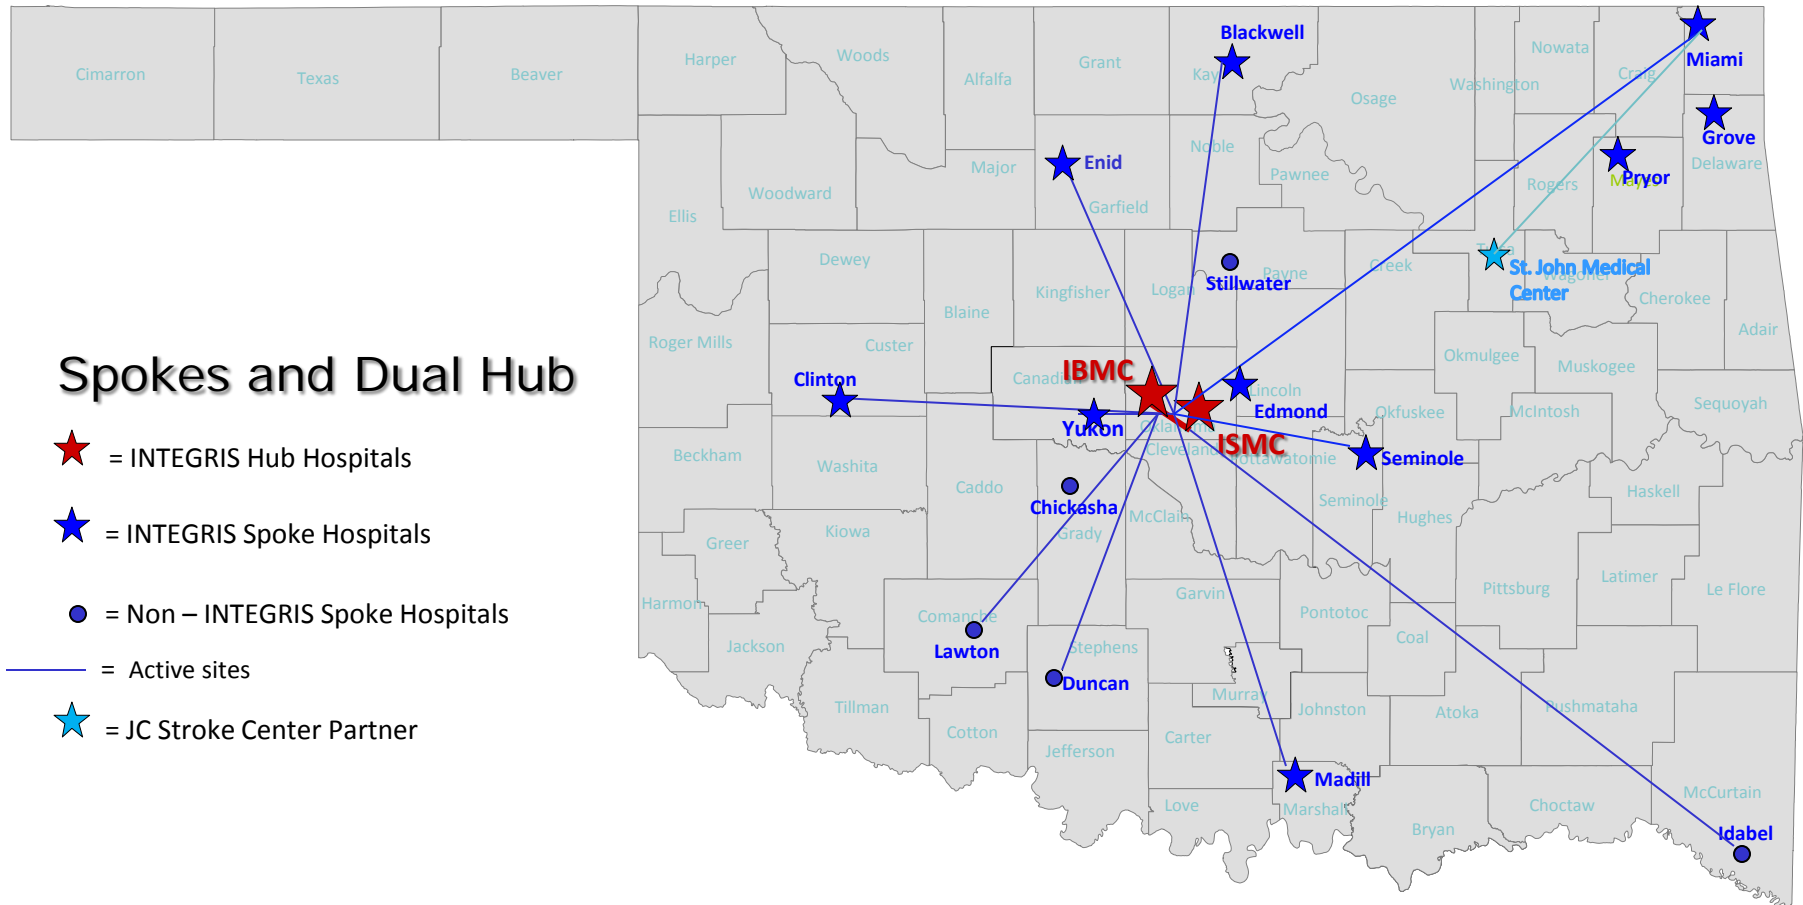 Cimarron
Texas
Beaver
Harper
Woods
Alfalfa
Grant
Kay
Blackwell
Osage
Washington
Nowata
Craig
Miami
Ellis
Woodward
Major
Enid
Garfield
Noble
Pawnee
Rogers
Mayes
Pryor
Grove
Delaware
Dewey
Blaine
Kingfisher
Logan
Stillwater
Payne
Creek
Tulsa
St. John Medical
Center
Wagoner
Cherokee
Adair
Roger Mills
Custer
Clinton
Canadian
IBMC
Yukon
Oklahoma
Edmond
Lincoln
ISMC
Okfuskee
Okmulgee
Muskogee
McIntosh
Sequoyah
Spokes and Dual Hub
= INTEGRIS Hub Hospitals
= INTEGRIS Spoke Hospitals
= Non – INTEGRIS Spoke Hospitals
= Active sites
= JC Stroke Center Partner
Beckham
Washita
Caddo
Chickasha
Grady
Cleveland
McClain
Pottawatomie
Seminole
Seminole
Hughes
Haskell
Greer
Kiowa
Harmon
Jackson
Comanche
Lawton
Stephens
Duncan
Garvin
Pontotoc
Coal
Pittsburg
Latimer
Le Flore
Tillman
Cotton
Jefferson
Murray
Carter
Johnston
Atoka
Pushmataha
Love
Madill
Marshall
Bryan
Choctaw
McCurtain
Idabel